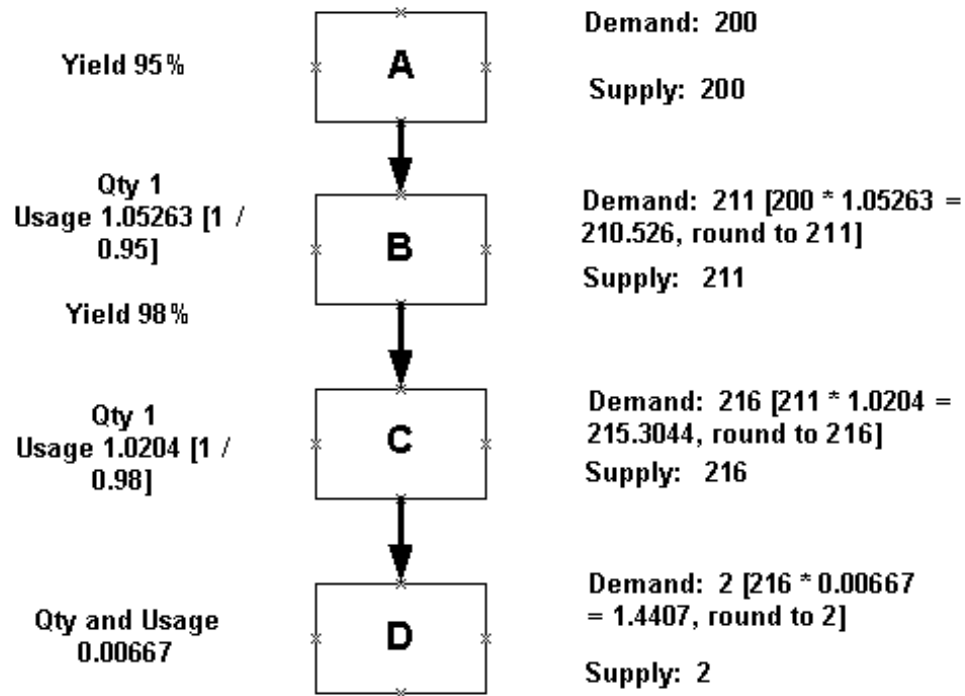 Yield 95%
A
Demand: 200
Supply: 200
Qty 1
Usage 1.05263 [1 /
0.95]
B
Demand: 211 [200 * 1.05263 =
210.526, round to 211]
Supply: 211
Yield 98%
Qty 1
Usage 1.0204 [1 /
0.98]
C
Demand: 216 [211 * 1.0204 =
215.3044, round to 216]
Supply: 216
Qty and Usage
0.00667
D
Demand: 2 [216 * 0.00667
= 1.4407, round to 2]
Supply: 2